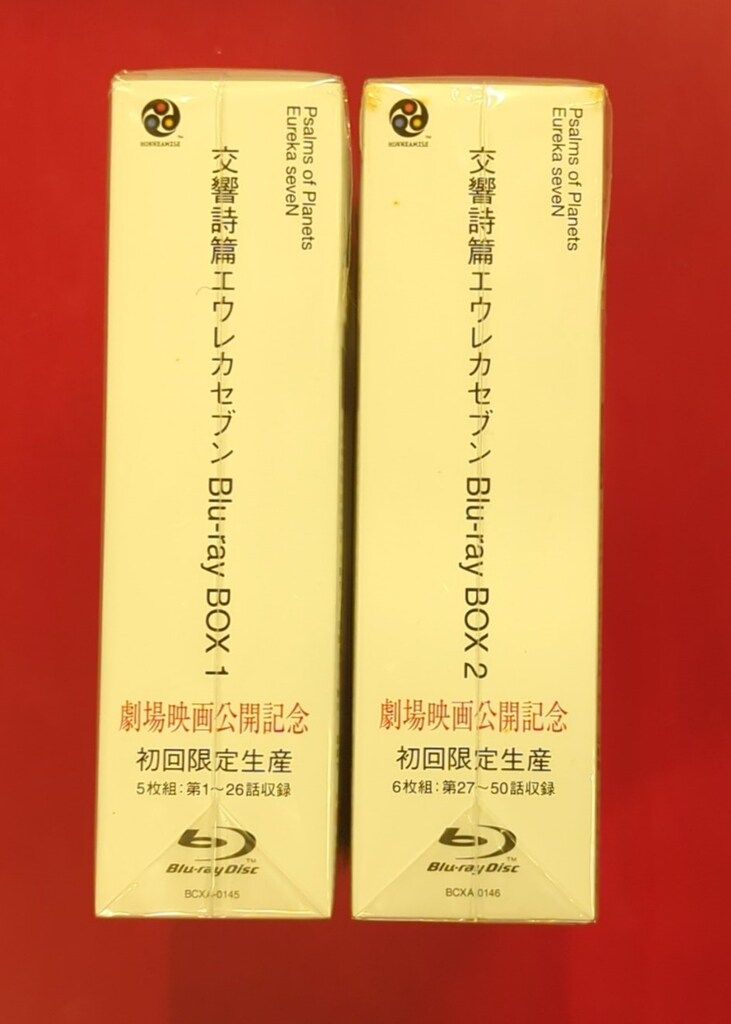 HONNEAMISE
Psalms of Planets
Eureka seveN
交響詩篇エウレカセブン Blu-ray BOX 1
劇場映画公開記念
初回限定生産
5枚組:第1～26話収録
Blu-ray Disc
TM
BCXA-0145
HONNEAMISE
Psalms of Planets
Eureka seveN
交響詩篇エウレカセブン Blu-ray BOX 2
劇場映画公開記念
初回限定生産
6枚組:第27～50話収録
Blu-ray Disc
TM
BCXA-0146